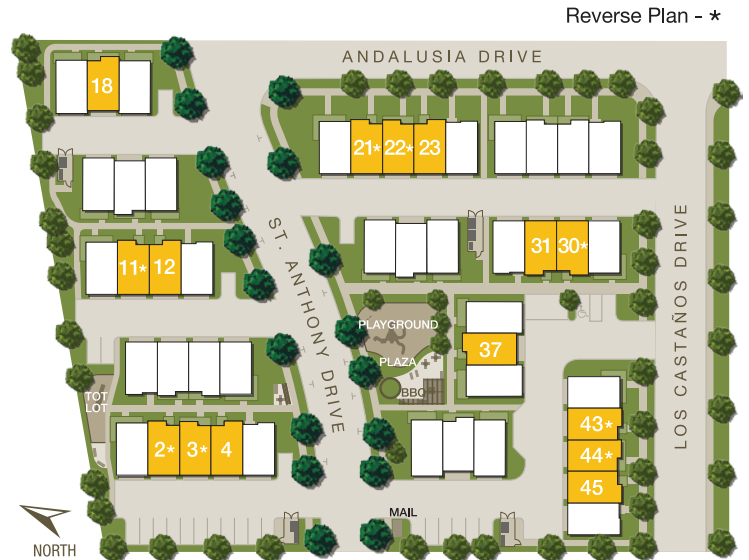 Reverse Plan - *
ANDALUSIA DRIVE
18
21*
22*
23
ST. ANTHONY DRIVE
LOS CASTAÑOS DRIVE
11*
12
31
30*
PLAYGROUND
PLAZA
BBQ
37
TOT
LOT
2*
3*
4
43*
44*
45
MAIL
NORTH